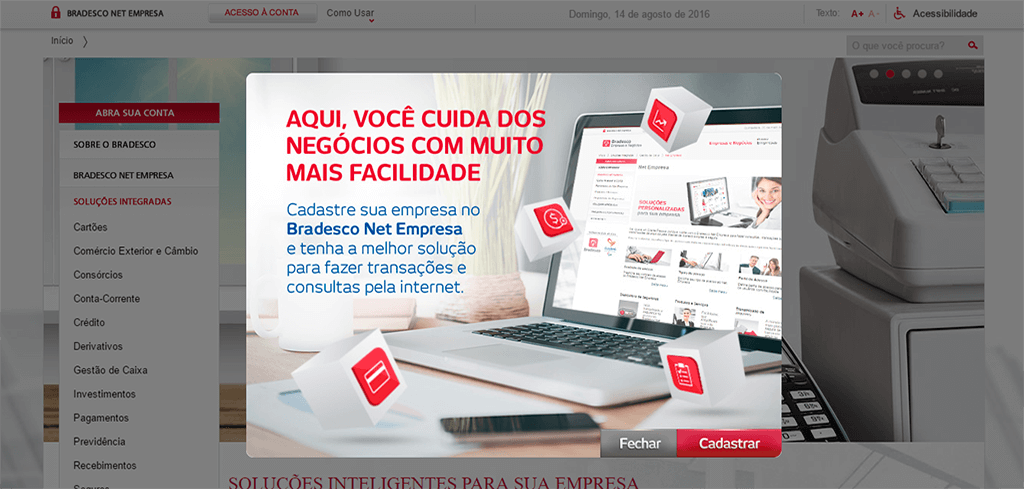 BRADESCO NET EMPRESA
ACESSO À CONTA
Como Usar
Domingo, 14 de agosto de 2016
Texto: A+ A-
Acessibilidade
Início
O que você procura?
ABRA SUA CONTA
SOBRE O BRADESCO
BRADESCO NET EMPRESA
SOLUÇÕES INTEGRADAS
Cartões
Comércio Exterior e Câmbio
Consórcios
Conta-Corrente
Crédito
Derivativos
Gestão de Caixa
Investimentos
Pagamentos
Previdência
Recebimentos
Seguros
AQUI, VOCÊ CUIDA DOS
NEGÓCIOS COM MUITO
MAIS FACILIDADE
Cadastre sua empresa no
Bradesco Net Empresa
e tenha a melhor solução
para fazer transações e
consultas pela internet.
Bradesco
Empresas e Negócios
Net Empresa
SOLUÇÕES
PERSONALIZADAS
para sua empresa
Fechar
Cadastrar
SOLUÇÕES INTELIGENTES PARA SUA EMPRESA